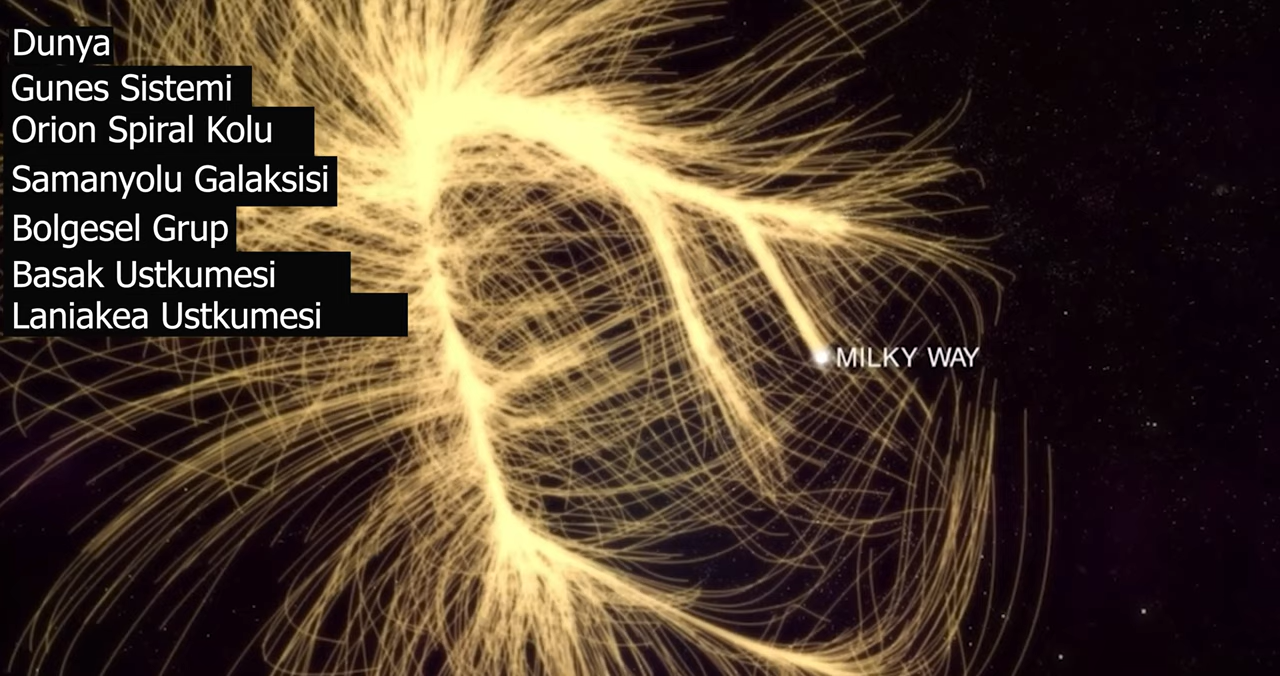 Dunya
Gunes Sistemi
Orion Spiral Kolu
Samanyolu Galaksisi
Bolgesel Grup
Basak Ustkumesi
Laniakea Ustkumesi
MILKY WAY